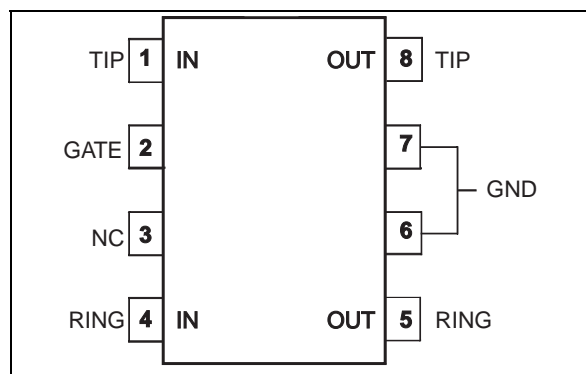 TIP 1 IN OUT 8 TIP
GATE 2 7
GND
NC 3 6
RING 4 IN OUT 5 RING